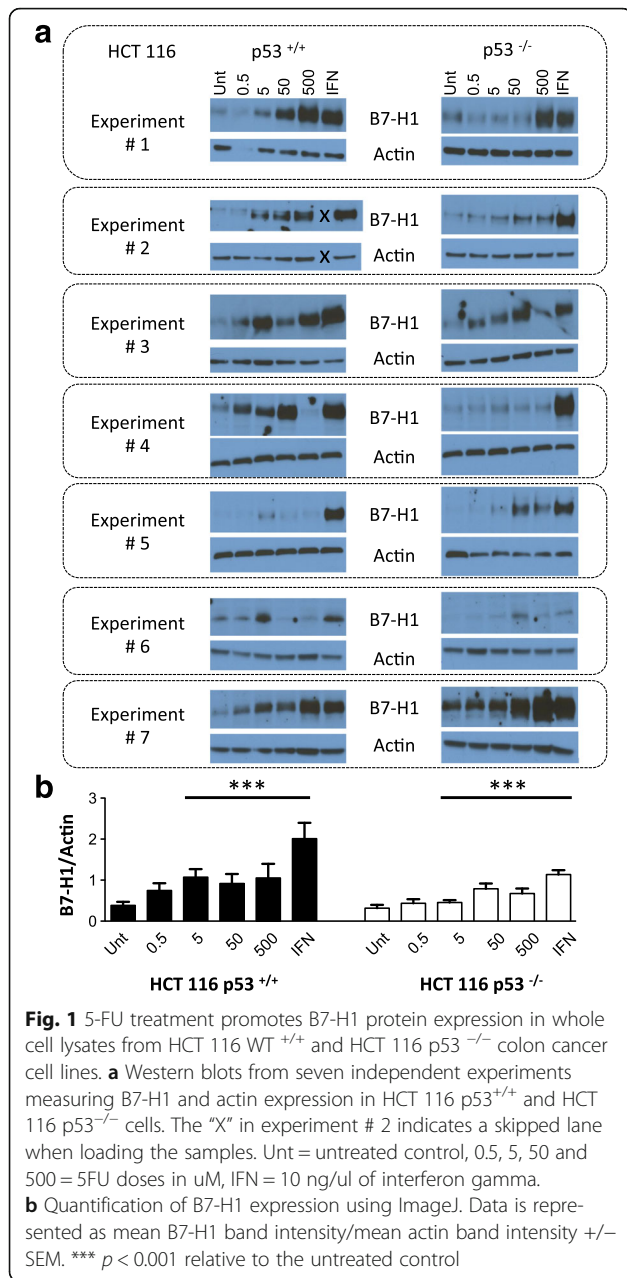 a
HCT 116 p53 +/+ p53 -/-
Unt 0.5 5 50 500 IFN Unt 0.5 5 50 500 IFN
Experiment # 1
B7-H1
Actin
Experiment # 2
X B7-H1
X Actin
Experiment # 3
B7-H1
Actin
Experiment # 4
B7-H1
Actin
Experiment # 5
B7-H1
Actin
Experiment # 6
B7-H1
Actin
Experiment # 7
B7-H1
Actin
b
*** ***
B7-H1/Actin
3
2
1
0
Unt 0.5 5 50 500 IFN Unt 0.5 5 50 500 IFN
HCT 116 p53 +/+ HCT 116 p53 -/-
Fig. 1 5-FU treatment promotes B7-H1 protein expression in whole
cell lysates from HCT 116 WT +/+ and HCT 116 p53 −/− colon cancer
cell lines. a Western blots from seven independent experiments
measuring B7-H1 and actin expression in HCT 116 p53+/+ and HCT
116 p53−/− cells. The “X” in experiment # 2 indicates a skipped lane
when loading the samples. Unt = untreated control, 0.5, 5, 50 and
500 = 5FU doses in uM, IFN = 10 ng/ul of interferon gamma.
b Quantification of B7-H1 expression using ImageJ. Data is repre-
sented as mean B7-H1 band intensity/mean actin band intensity +/−
SEM. *** p < 0.001 relative to the untreated control